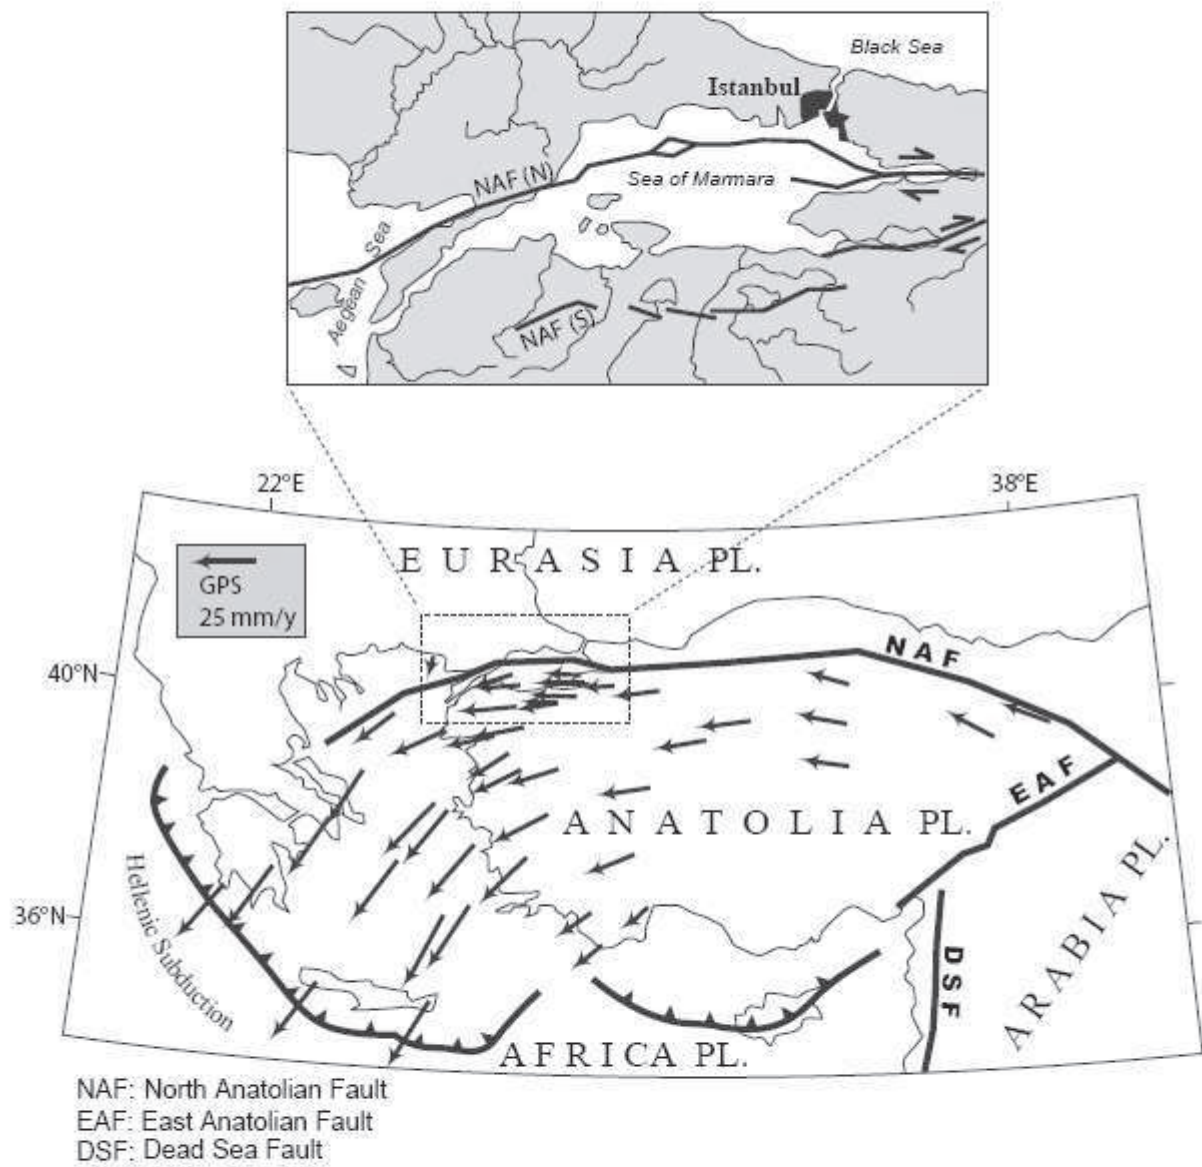 Black Sea
Istanbul
NAF (N)
Sea of Marmara
Aegean Sea
NAF (S)
22°E
38°E
EURASIA PL.
GPS
25 mm/y
40°N
NAF
EAF
ANATOLIA PL.
36°N
Hellenic Subduction
DSF
ARABIA PL.
AFRICA PL.
NAF: North Anatolian Fault
EAF: East Anatolian Fault
DSF: Dead Sea Fault